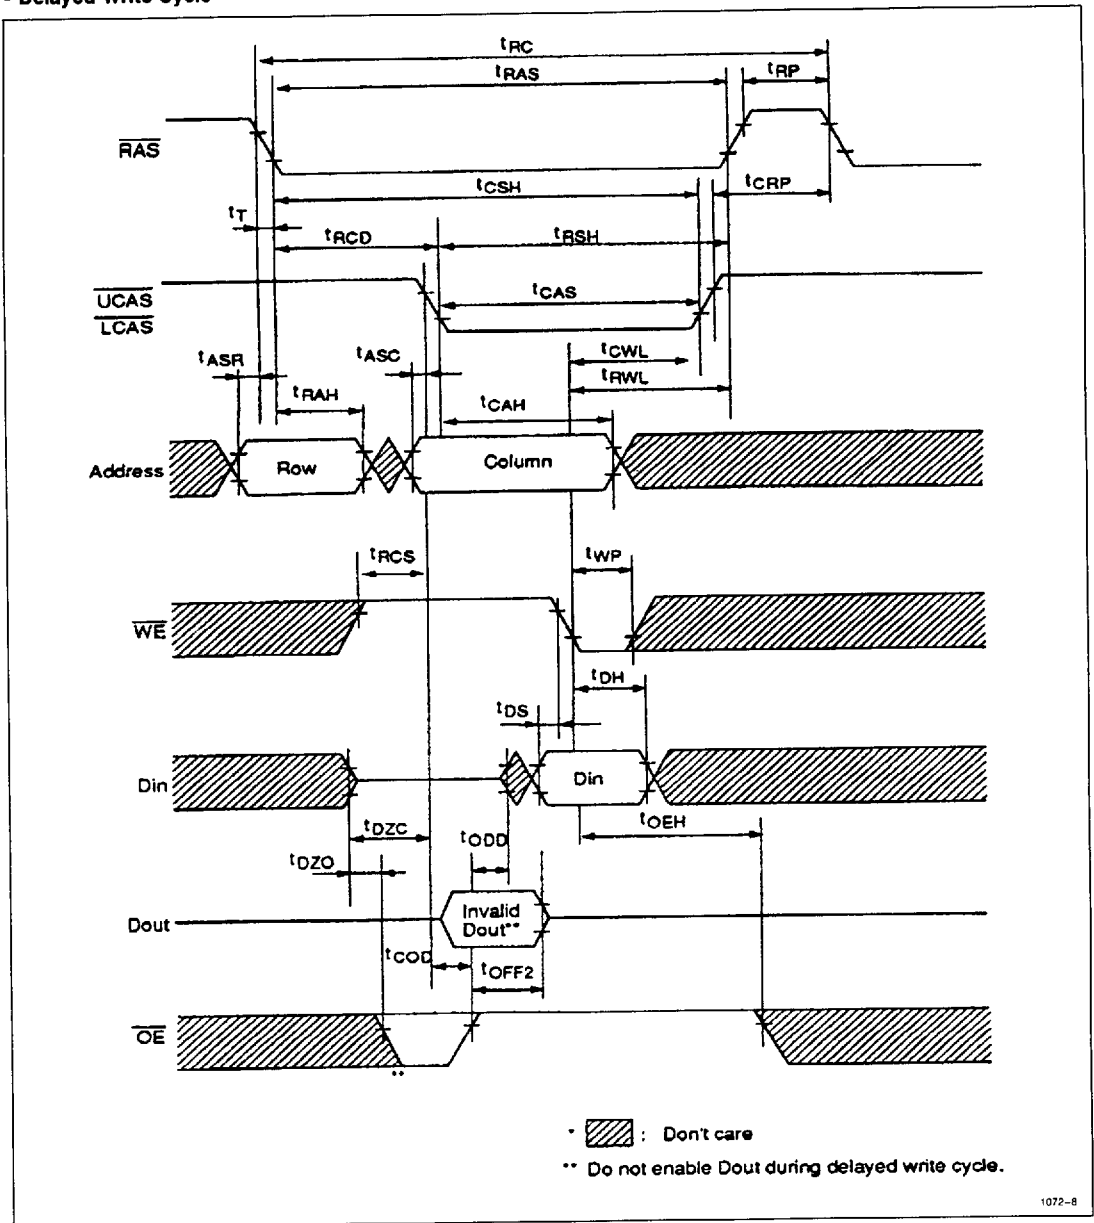 Delayed Write Cycle
tRC
tRAS
tRP
RAS
tCSH
tCRP
tT
tRCD
tRSH
UCAS
LCAS
tCAS
tASR
tASC
tCWL
tRWL
tRAH
tCAH
Address
Row
Column
tRCS
tWP
WE
tDH
tDS
Din
Din
tDZC
tODD
tOEH
tDZO
Dout
Invalid
Dout**
tCOD
tOFF2
OE
**
* : Don't care
** Do not enable Dout during delayed write cycle.
1072-8